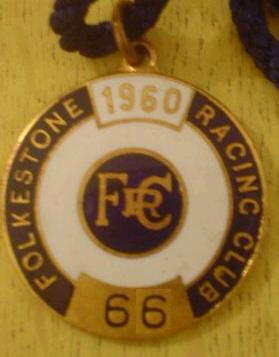 1960
FOLKESTONE RACING CLUB
FRC
66